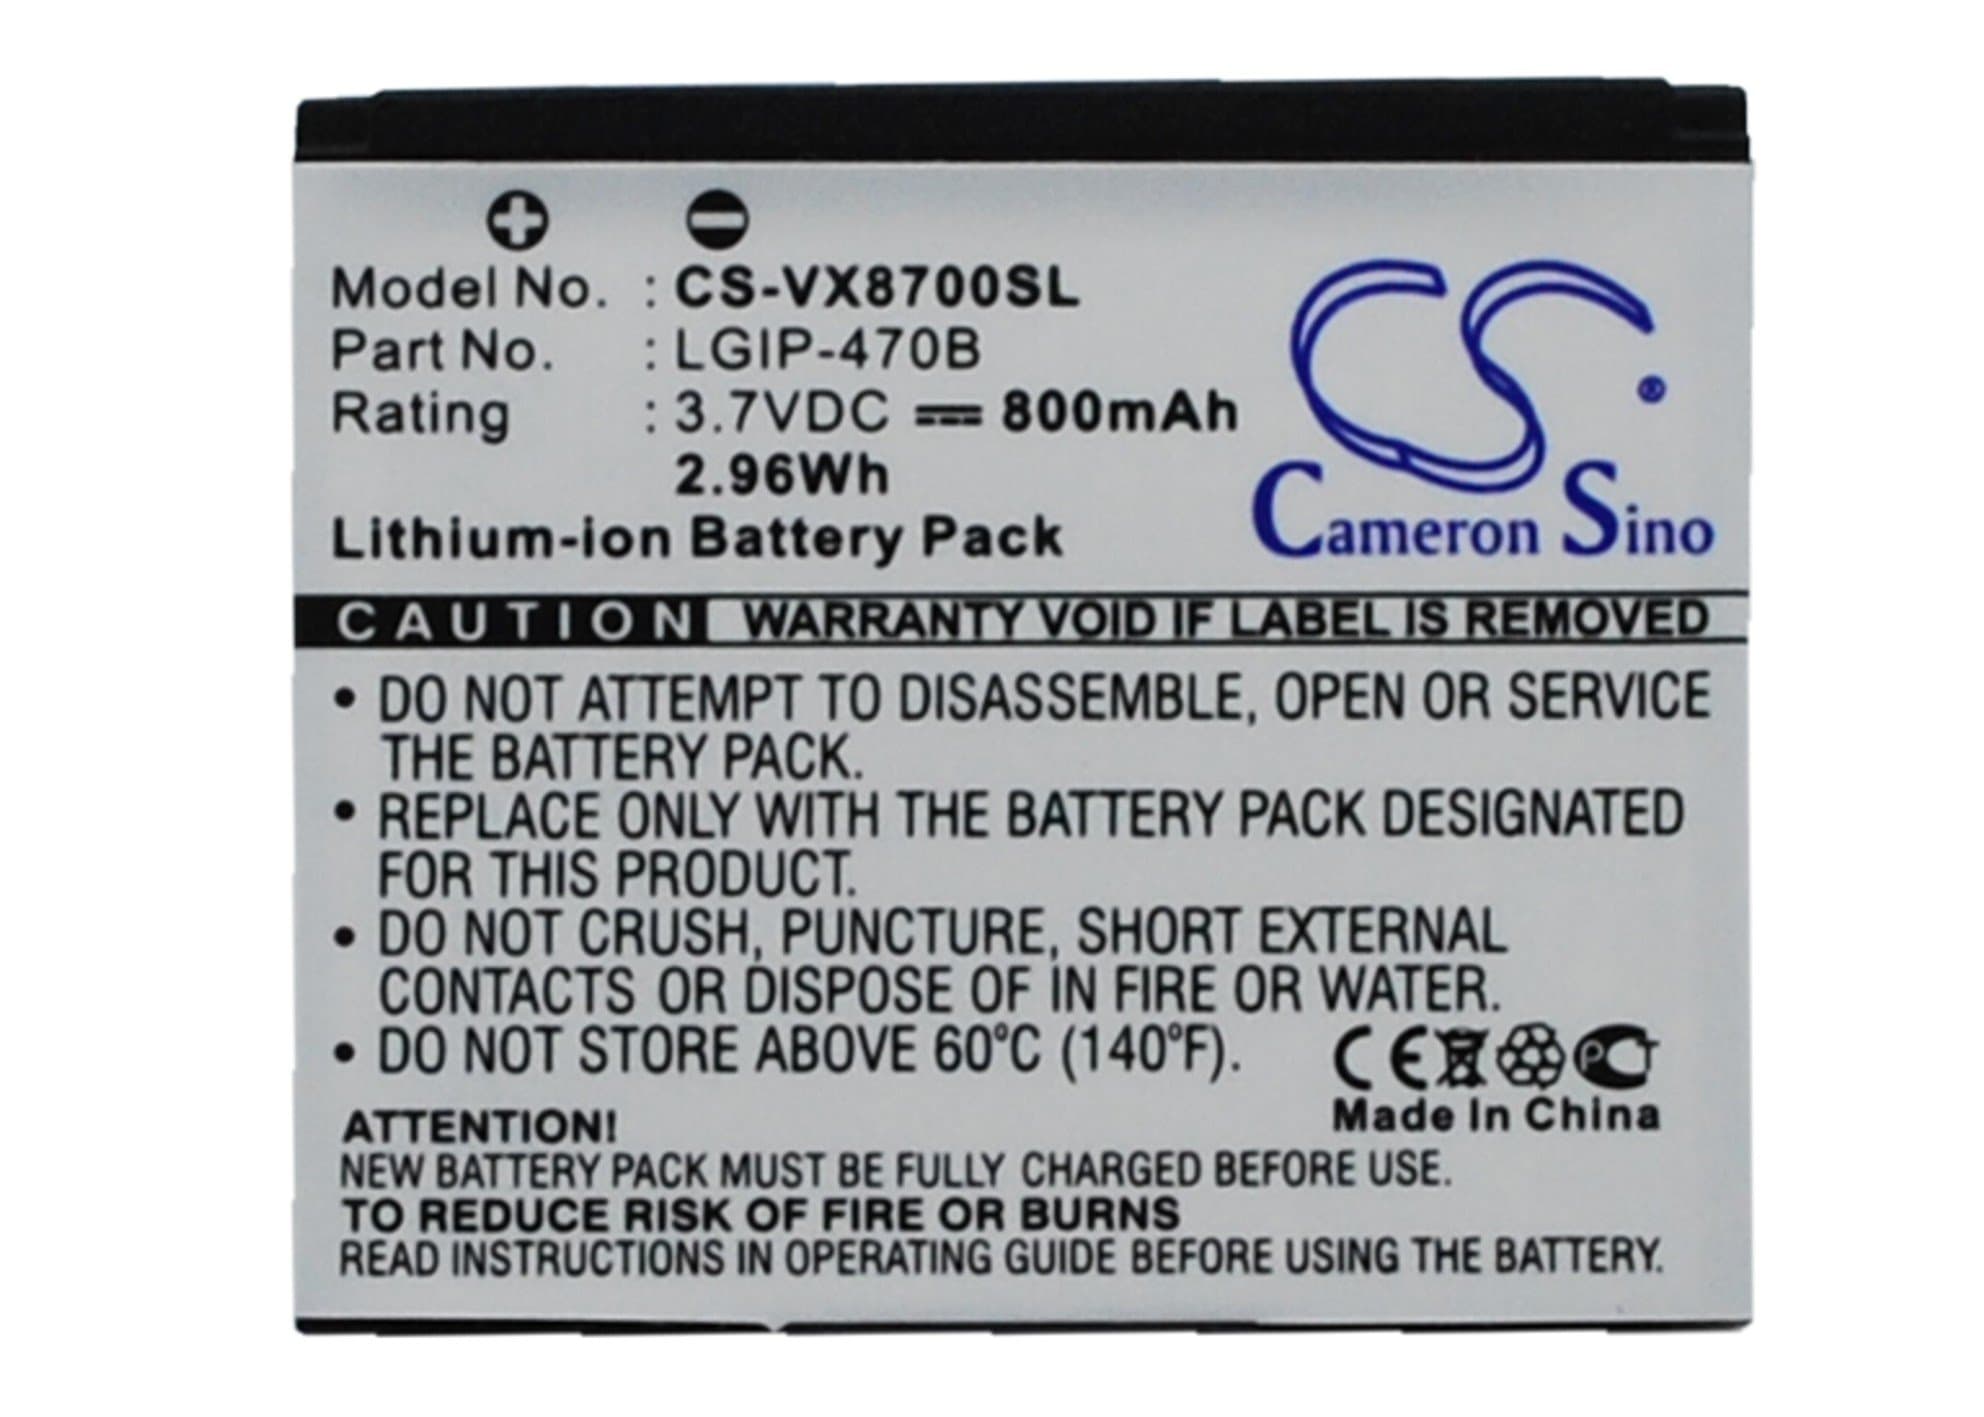 Model No. : CS-VX8700SL
Part No. : LGIP-470B
Rating : 3.7VDC 800mAh
2.96Wh
Lithium-ion Battery Pack
CS ®
Cameron Sino
CAUTION WARRANTY VOID IF LABEL IS REMOVED
• DO NOT ATTEMPT TO DISASSEMBLE, OPEN OR SERVICE
THE BATTERY PACK.
• REPLACE ONLY WITH THE BATTERY PACK DESIGNATED
FOR THIS PRODUCT.
• DO NOT CRUSH, PUNCTURE, SHORT EXTERNAL
CONTACTS OR DISPOSE OF IN FIRE OR WATER.
• DO NOT STORE ABOVE 60°C (140°F).
CE PCT
Made In China
ATTENTION!
NEW BATTERY PACK MUST BE FULLY CHARGED BEFORE USE.
TO REDUCE RISK OF FIRE OR BURNS
READ INSTRUCTIONS IN OPERATING GUIDE BEFORE USING THE BATTERY.